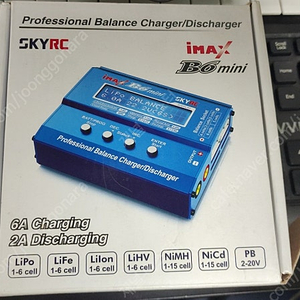 Professional Balance Charger/Discharger
SKYRC
iMAX
B6mini
LiPo BALANCE
SKYRC
Professional Balance Charger/Discharger
6A Charging
2A Discharging
LiPo LiFe LiIon LiHV NiMH NiCd PB
1-6 cell 1-6 cell 1-6 cell 1-6 cell 1-15 cell 1-15 cell 2-20V